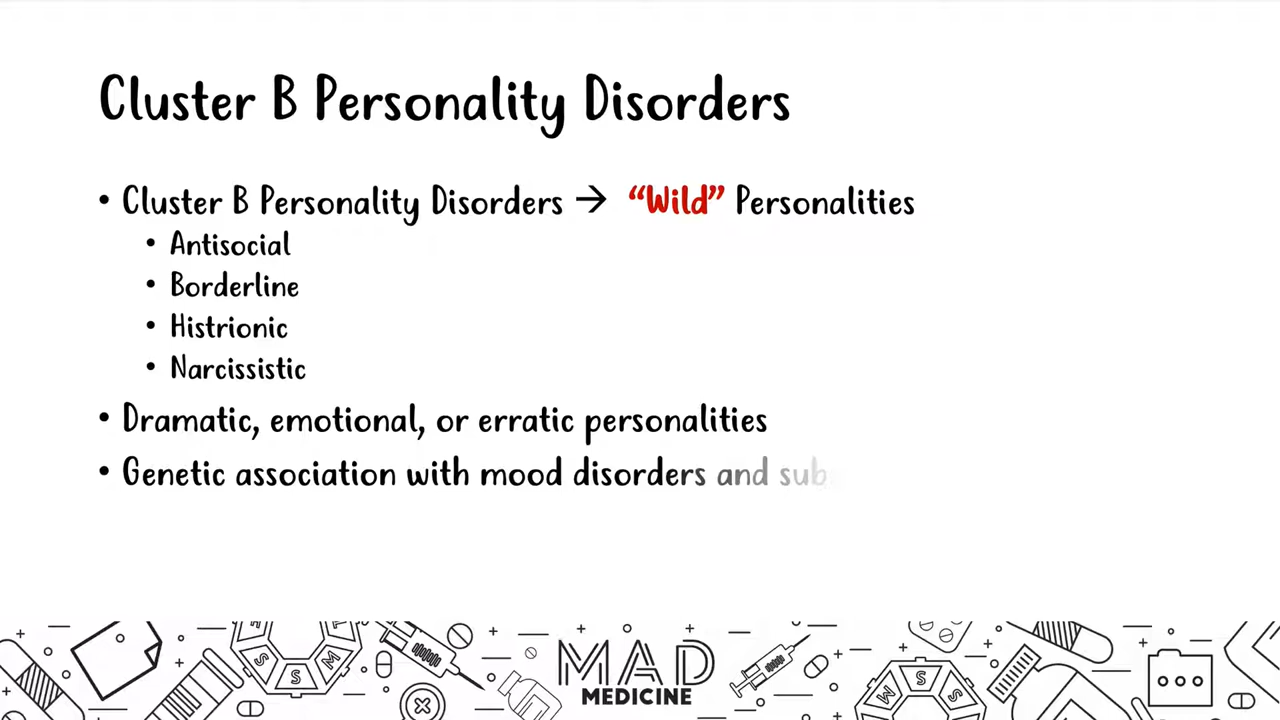 Cluster B Personality Disorders
• Cluster B Personality Disorders → “Wild” Personalities
• Antisocial
• Borderline
• Histrionic
• Narcissistic
• Dramatic, emotional, or erratic personalities
• Genetic association with mood disorders and sub
MAD
MEDICINE